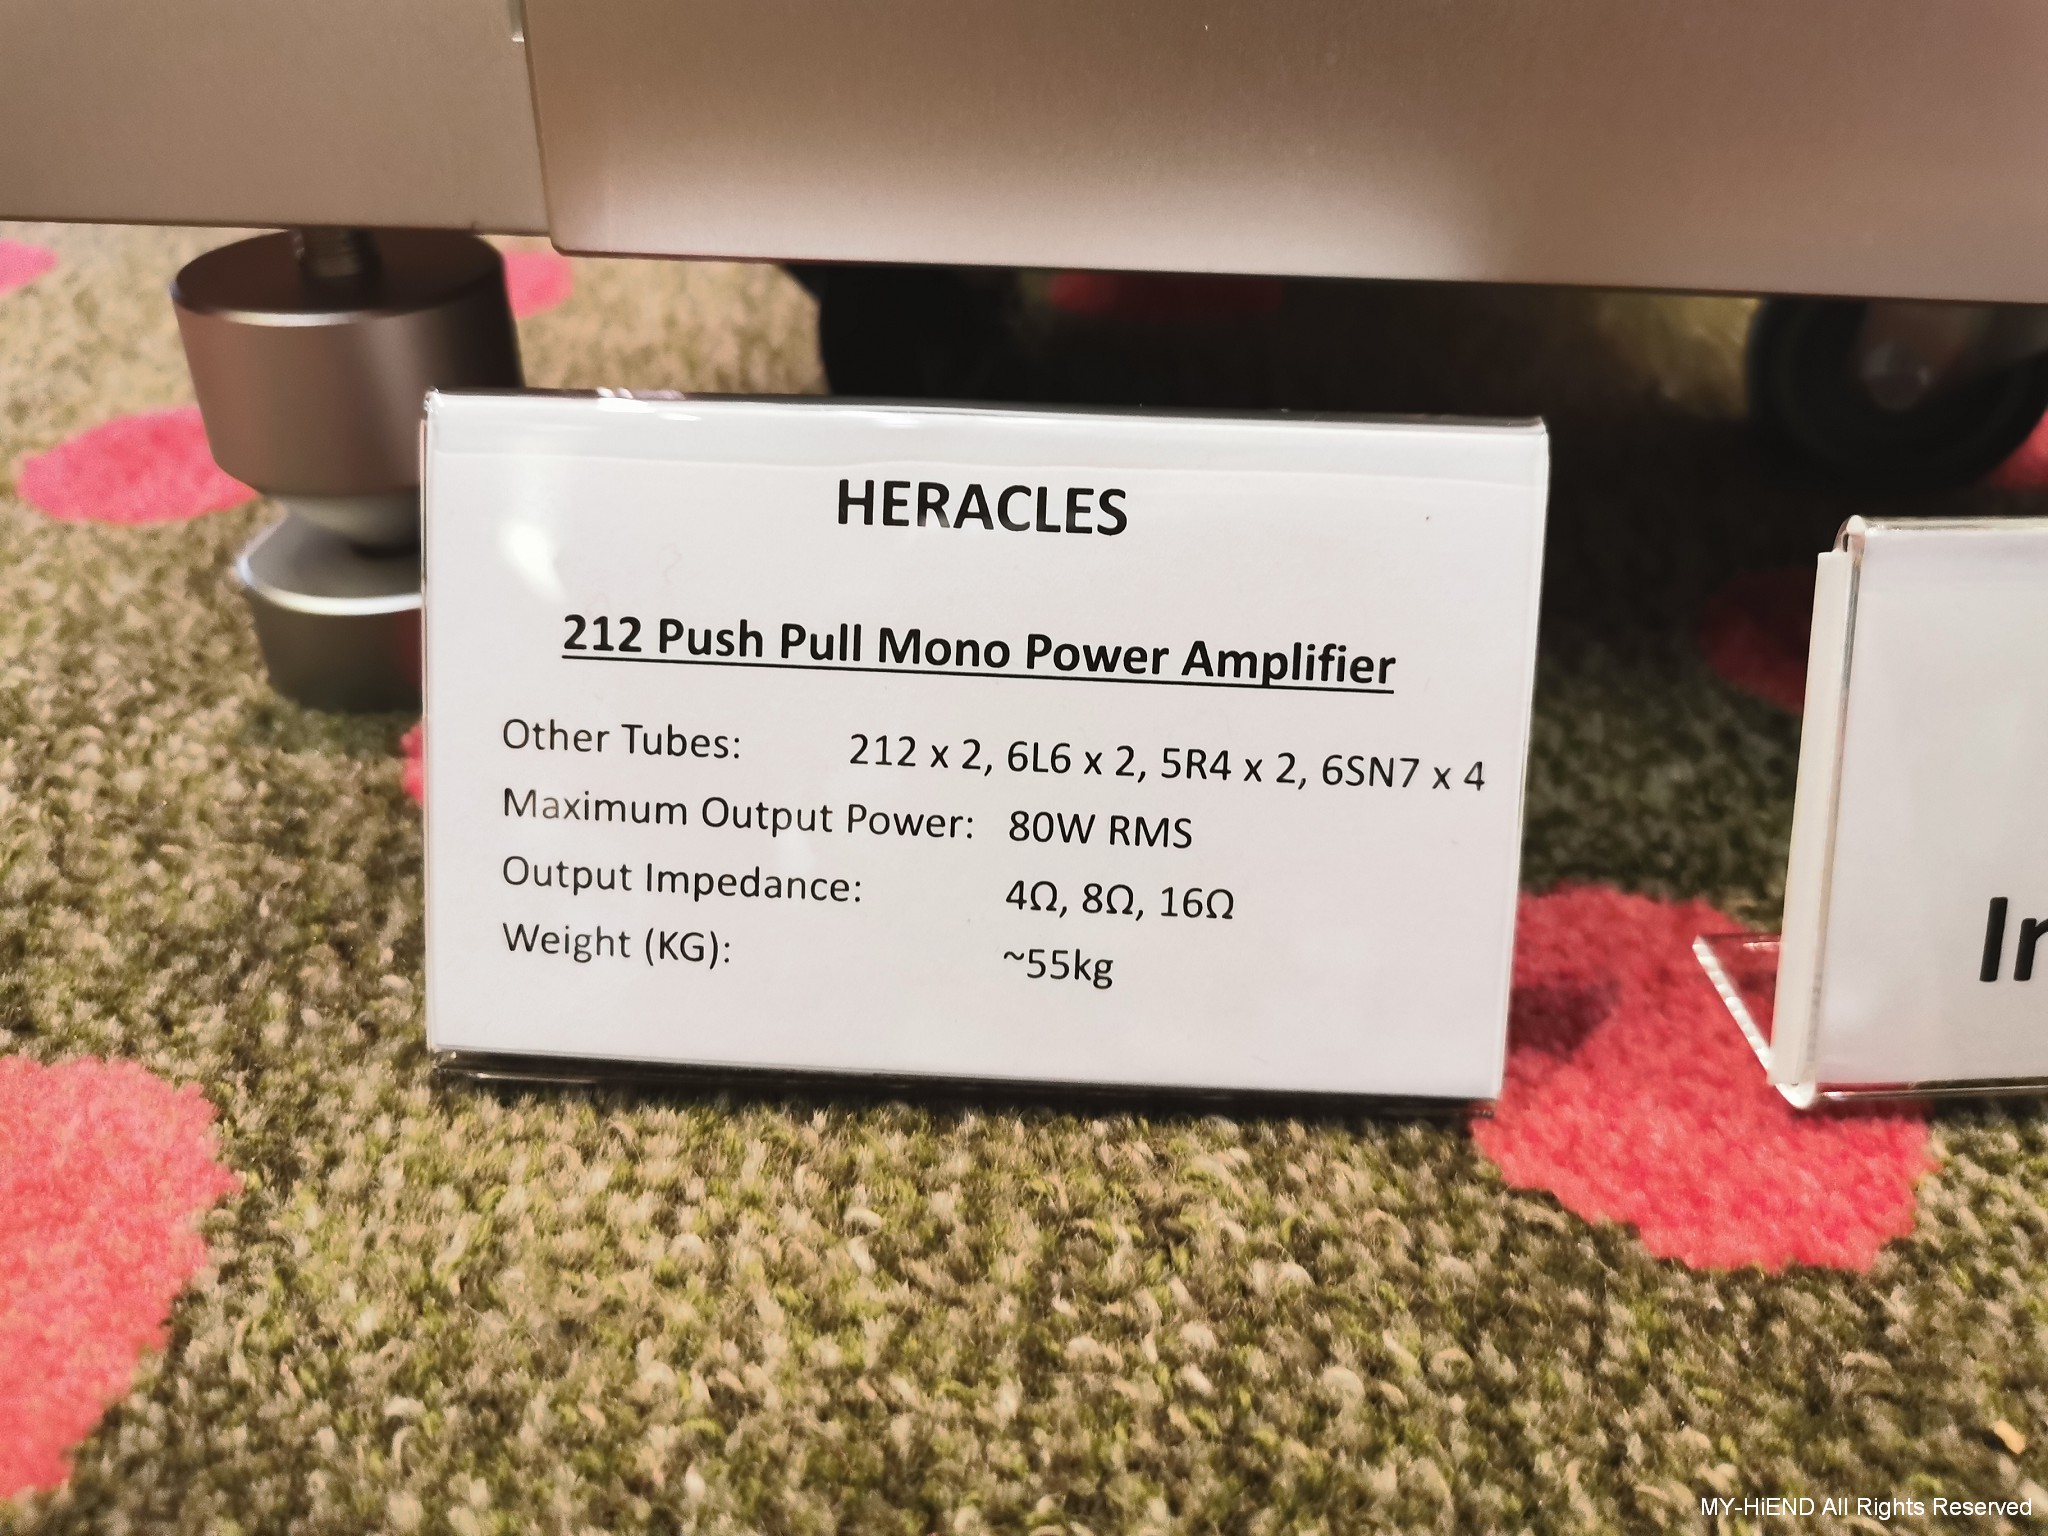 HERACLES
212 Push Pull Mono Power Amplifier
Other Tubes: 212 x 2, 6L6 x 2, 5R4 x 2, 6SN7 x 4
Maximum Output Power: 80W RMS
Output Impedance: 4Ω, 8Ω, 16Ω
Weight (KG): ~55kg
MY-HiEND All Rights Reserved